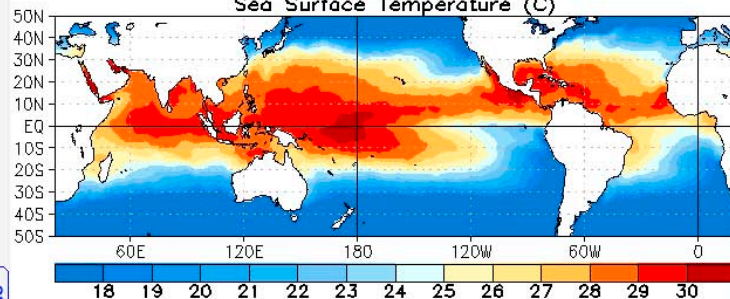 Sea Surface Temperature (C)
50N
40N
30N
20N
10N
EQ
10S
20S
30S
40S
50S
60E 120E 180 120W 60W 0
18 19 20 21 22 23 24 25 26 27 28 29 30